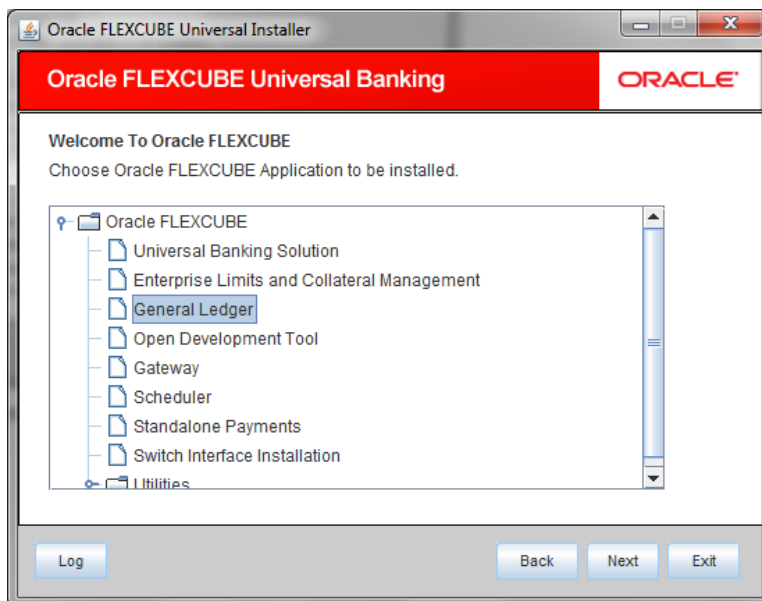 Oracle FLEXCUBE Universal Installer
Oracle FLEXCUBE Universal Banking
ORACLE
Welcome To Oracle FLEXCUBE
Choose Oracle FLEXCUBE Application to be installed.
Oracle FLEXCUBE
Universal Banking Solution
Enterprise Limits and Collateral Management
General Ledger
Open Development Tool
Gateway
Scheduler
Standalone Payments
Switch Interface Installation
Utilities
Log Back Next Exit